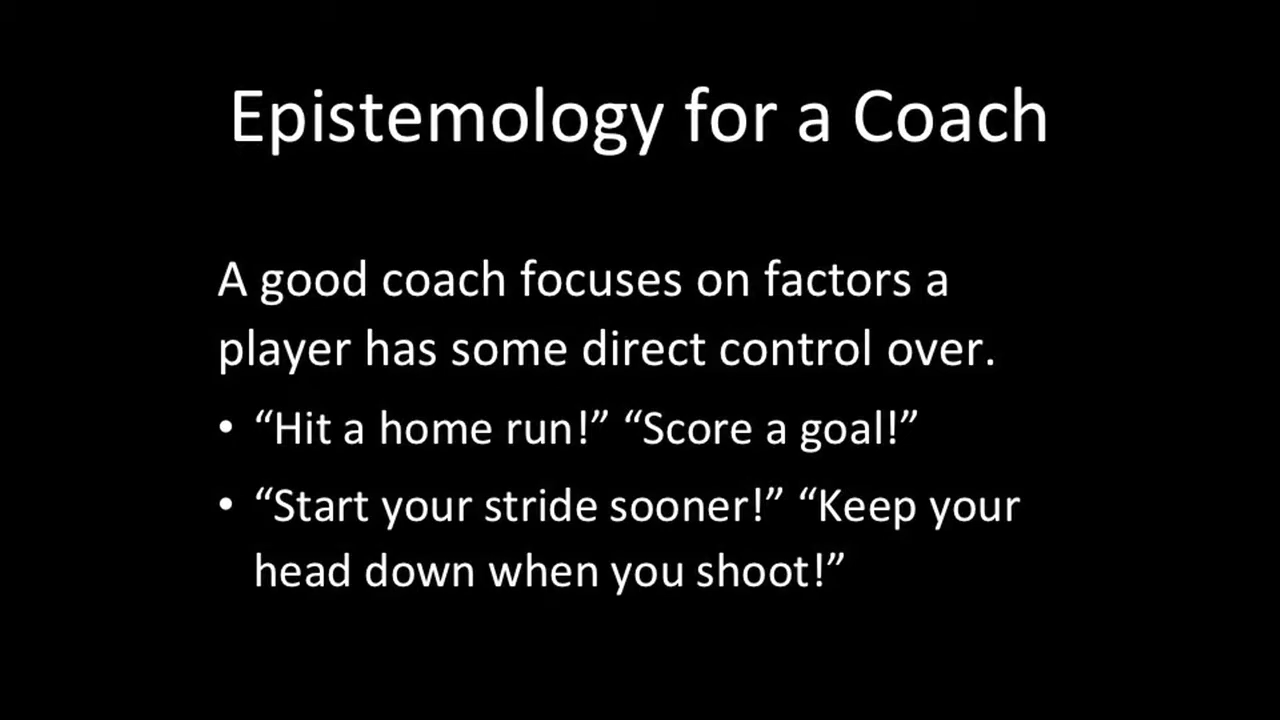 Epistemology for a Coach
A good coach focuses on factors a
player has some direct control over.
• “Hit a home run!” “Score a goal!”
• “Start your stride sooner!” “Keep your
head down when you shoot!”